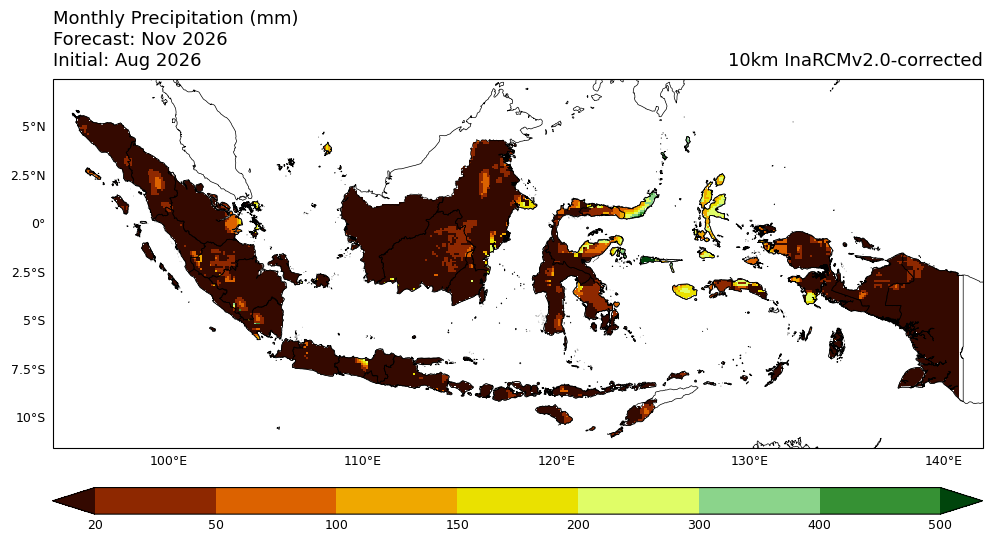 Monthly Precipitation (mm)
Forecast: Nov 2026
Initial: Aug 2026
10km InaRCMv2.0-corrected
5°N
2.5°N
0°
2.5°S
5°S
7.5°S
10°S
100°E 110°E 120°E 130°E 140°E
20 50 100 150 200 300 400 500